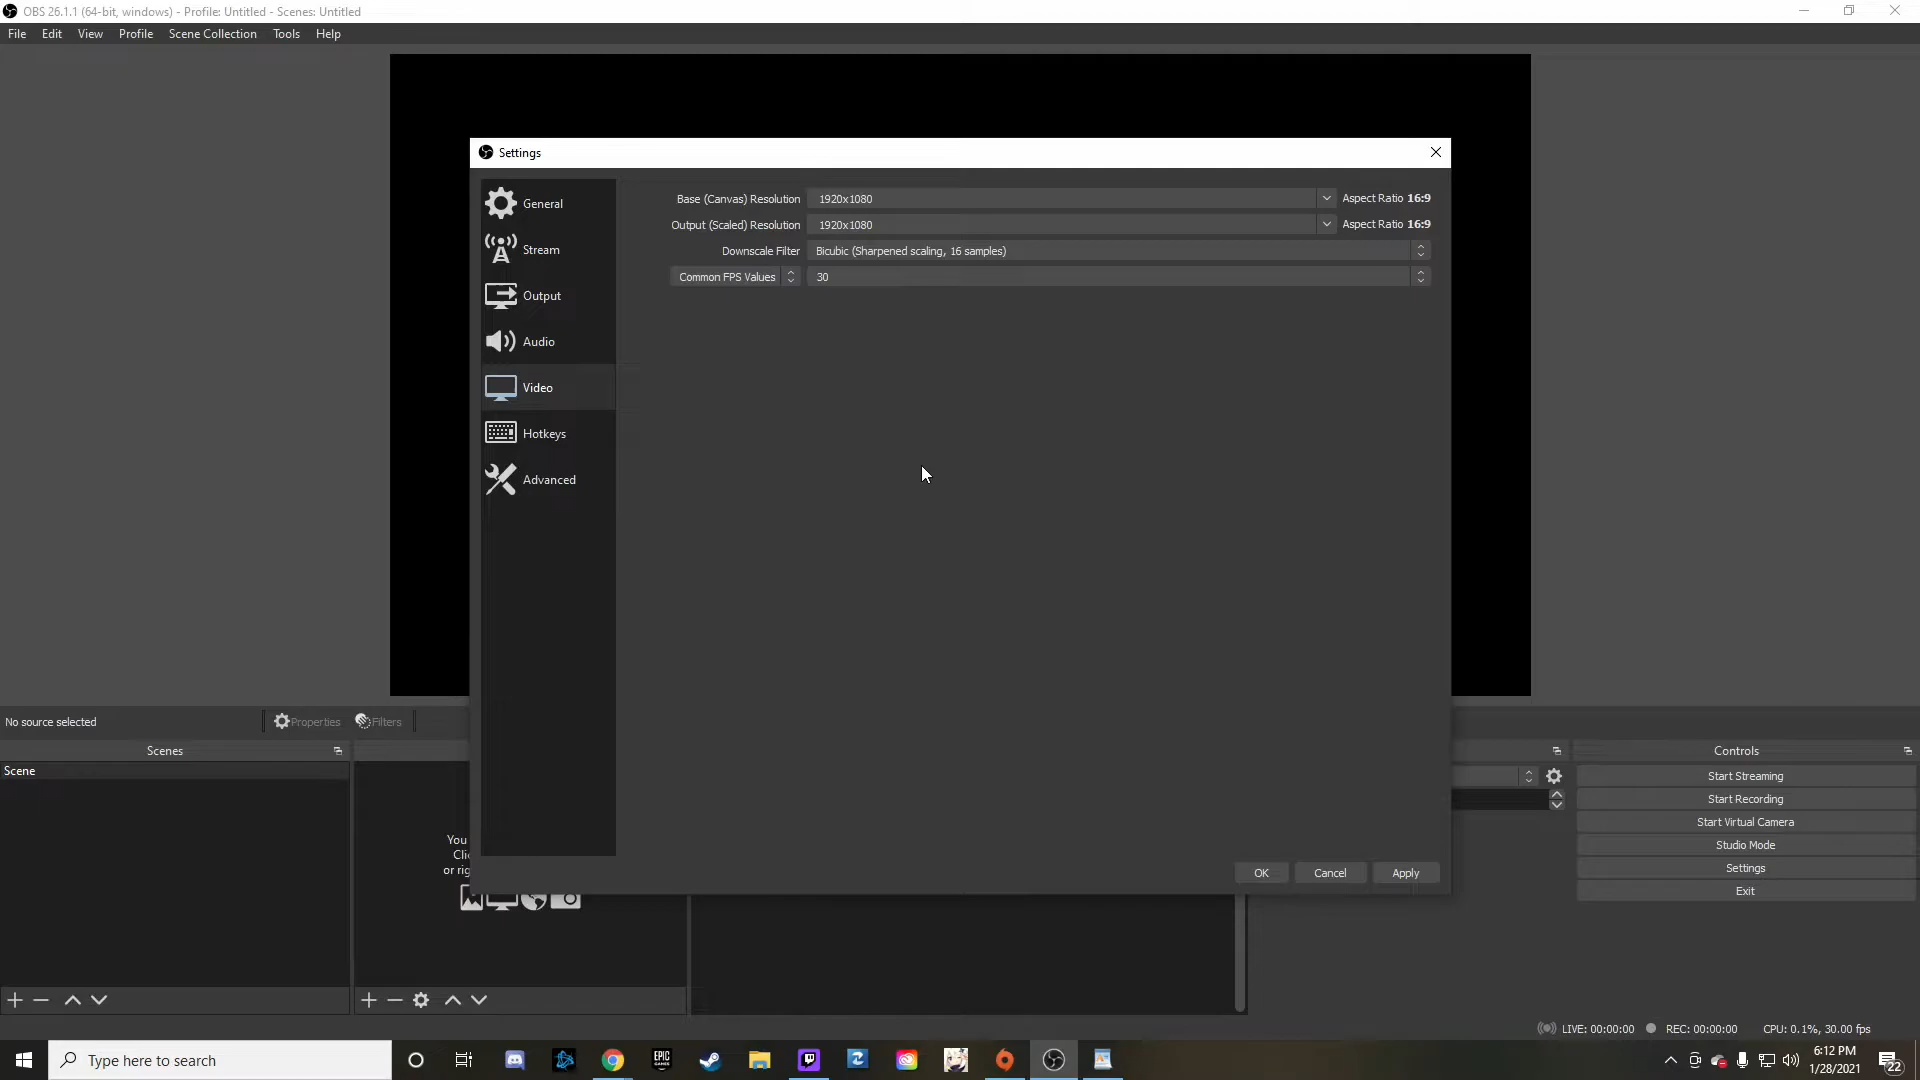 OBS 26.1.1 (64-bit, windows) - Profile: Untitled - Scenes: Untitled
File Edit View Profile Scene Collection Tools Help
Settings
General
Stream
Output
Audio
Video
Hotkeys
Advanced
Base (Canvas) Resolution 1920x1080 Aspect Ratio 16:9
Output (Scaled) Resolution 1920x1080 Aspect Ratio 16:9
Downscale Filter Bicubic (Sharpened scaling, 16 samples)
Common FPS Values 30
OK Cancel Apply
No source selected Properties Filters
Scenes
Scene
You
Clic
or rig
Controls
Start Streaming
Start Recording
Start Virtual Camera
Studio Mode
Settings
Exit
LIVE: 00:00:00 REC: 00:00:00 CPU: 0.1%, 30.00 fps
Type here to search
EPIC
GAMES
6:12 PM
1/28/2021
22